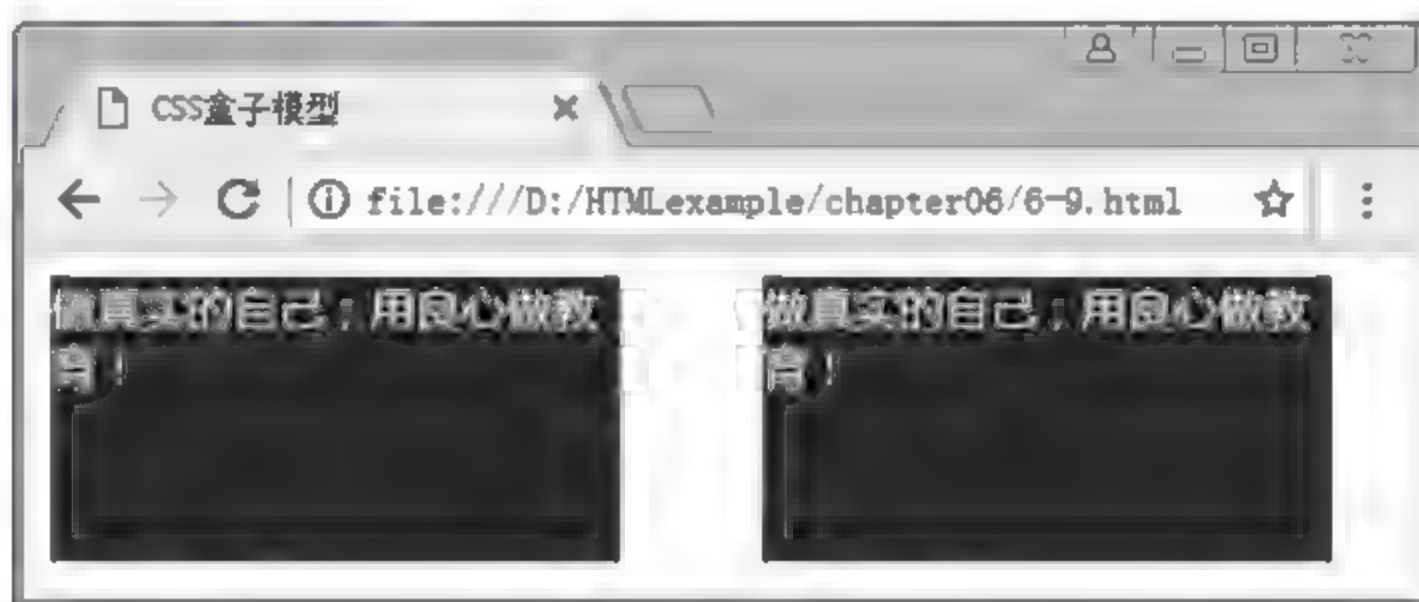 CSS盒子模型
file:///D:/HTMLexample/chapter06/6-9.html
做真实的自己；用良心做教
育！
做真实的自己；用良心做教
育！